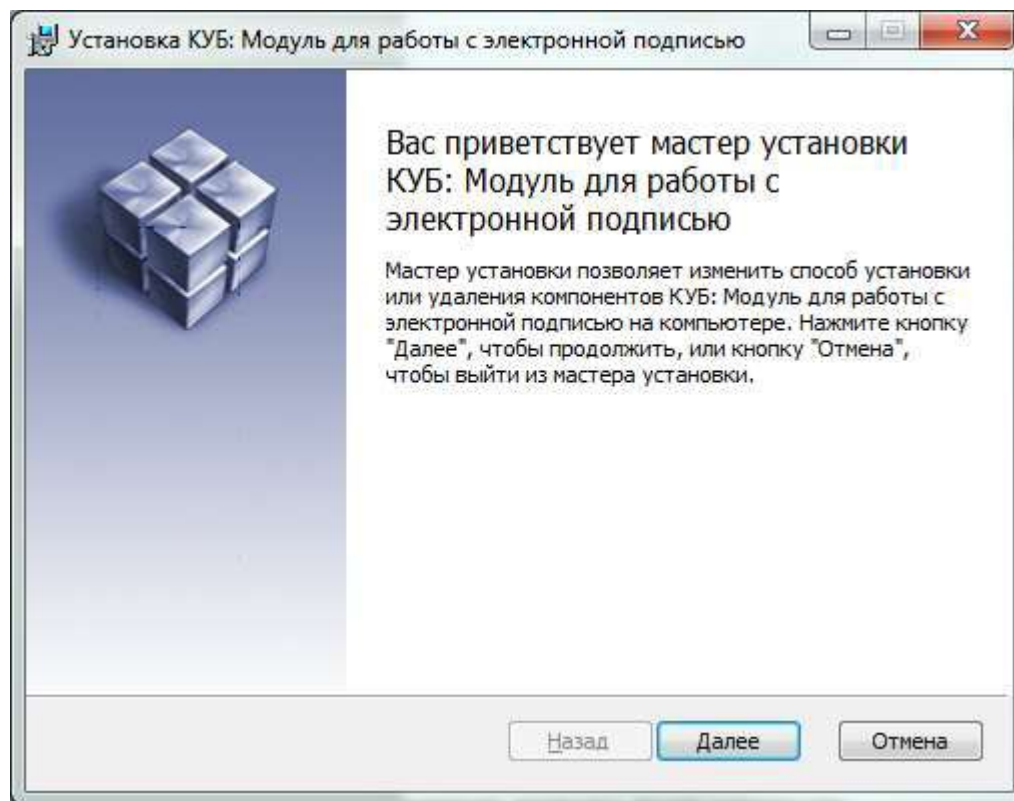 Установка КУБ: Модуль для работы с электронной подписью
Вас приветствует мастер установки
КУБ: Модуль для работы с
электронной подписью
Мастер установки позволяет изменить способ установки
или удаления компонентов КУБ: Модуль для работы с
электронной подписью на компьютере. Нажмите кнопку
"Далее", чтобы продолжить, или кнопку "Отмена",
чтобы выйти из мастера установки.
Назад
Далее
Отмена